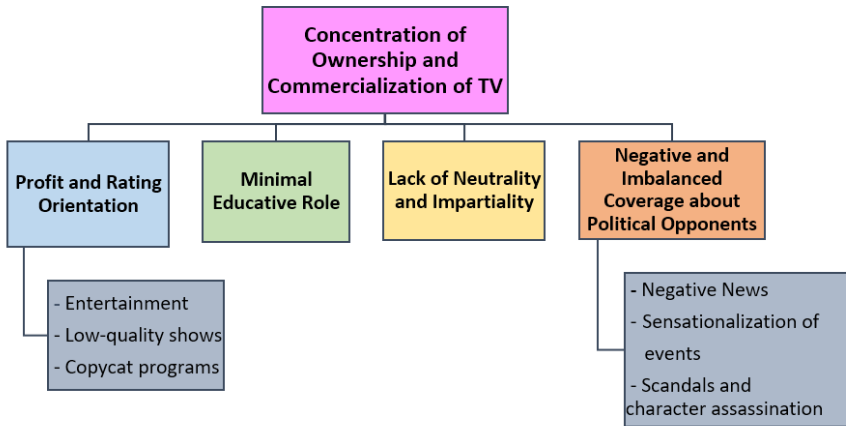 Concentration of
Ownership and
Commercialization of TV
Profit and Rating
Orientation
Minimal
Educative Role
Lack of Neutrality
and Impartiality
Negative and
Imbalanced
Coverage about
Political Opponents
- Entertainment
- Low-quality shows
- Copycat programs
- Negative News
- Sensationalization of
events
- Scandals and
character assassination